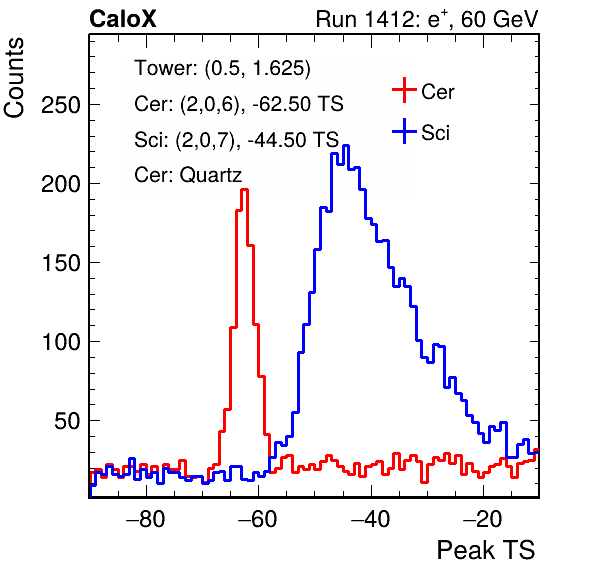 CaloX Run 1412: e⁺, 60 GeV
Counts
Tower: (0.5, 1.625)
Cer: (2,0,6), -62.50 TS
Sci: (2,0,7), -44.50 TS
Cer: Quartz
Cer
Sci
250
200
150
100
50
−80 −60 −40 −20
Peak TS